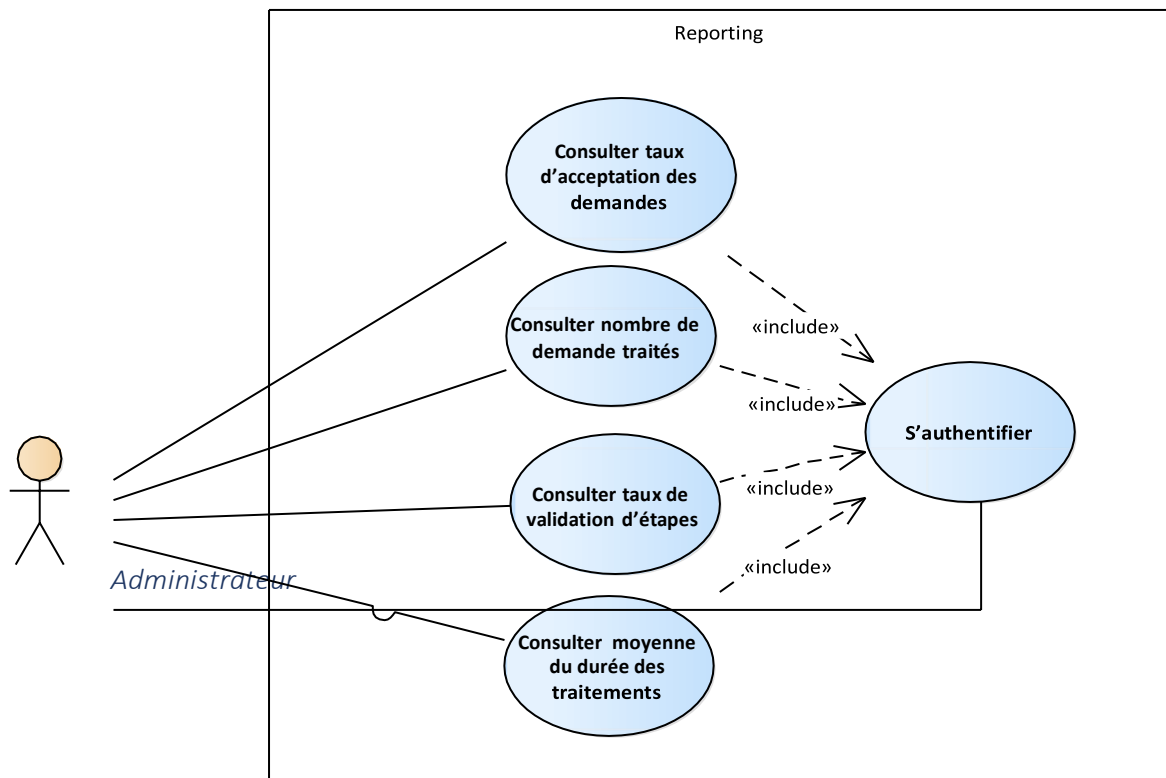 Reporting
Consulter taux
d’acceptation des
demandes
«include»
Consulter nombre de
demande traités
«include»
S’authentifier
Consulter taux de
validation d’étapes
«include»
«include»
Administrateur
Consulter moyenne
du durée des
traitements